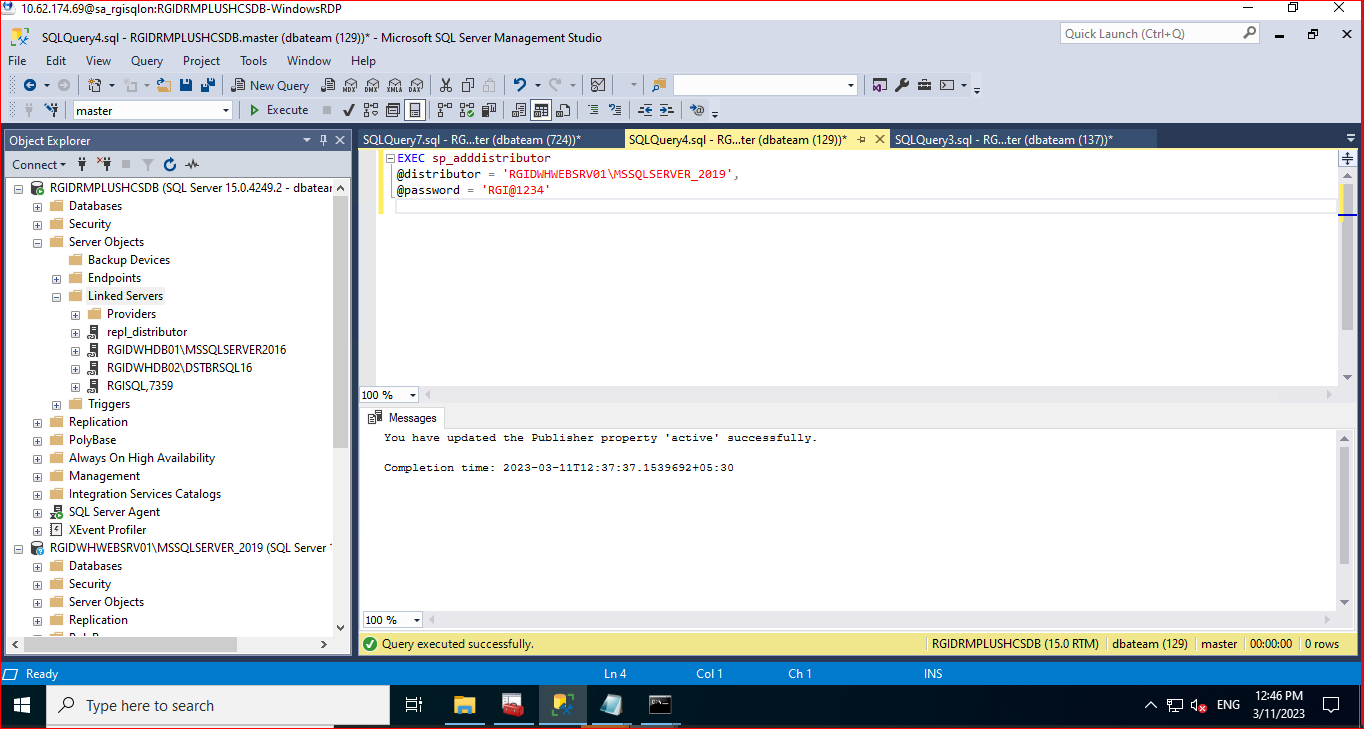 10.62.174.69@sa_rgisqlon:RGIDRMPLUSHCSDB-WindowsRDP
SQLQuery4.sql - RGIDRMPLUSHCSDB.master (dbateam (129))* - Microsoft SQL Server Management Studio
Quick Launch (Ctrl+Q)
File Edit View Query Project Tools Window Help
New Query MDX DMX XMLA DAX
master Execute
Object Explorer
SQLQuery7.sql - RG...ter (dbateam (724))* SQLQuery4.sql - RG...ter (dbateam (129))* SQLQuery3.sql - RG...ter (dbateam (137))*
Connect
EXEC sp_adddistributor
@distributor = 'RGIDWHWEBSRV01\MSSQLSERVER_2019',
@password = 'RGI@1234'
RGIDRMPLUSHCSDB (SQL Server 15.0.4249.2 - dbatear
Databases
Security
Server Objects
Backup Devices
Endpoints
Linked Servers
Providers
repl_distributor
RGIDWHDB01\MSSQLSERVER2016
RGIDWHDB02\DSTBRSQL16
RGISQL,7359
Triggers
Replication
PolyBase
Always On High Availability
Management
Integration Services Catalogs
SQL Server Agent
XEvent Profiler
RGIDWHWEBSRV01\MSSQLSERVER_2019 (SQL Server
Databases
Security
Server Objects
Replication
100 %
Messages
You have updated the Publisher property 'active' successfully.
Completion time: 2023-03-11T12:37:37.1539692+05:30
100 %
Query executed successfully. RGIDRMPLUSHCSDB (15.0 RTM) dbateam (129) master 00:00:00 0 rows
Ready Ln 4 Col 1 Ch 1 INS
Type here to search
ENG
12:46 PM
3/11/2023